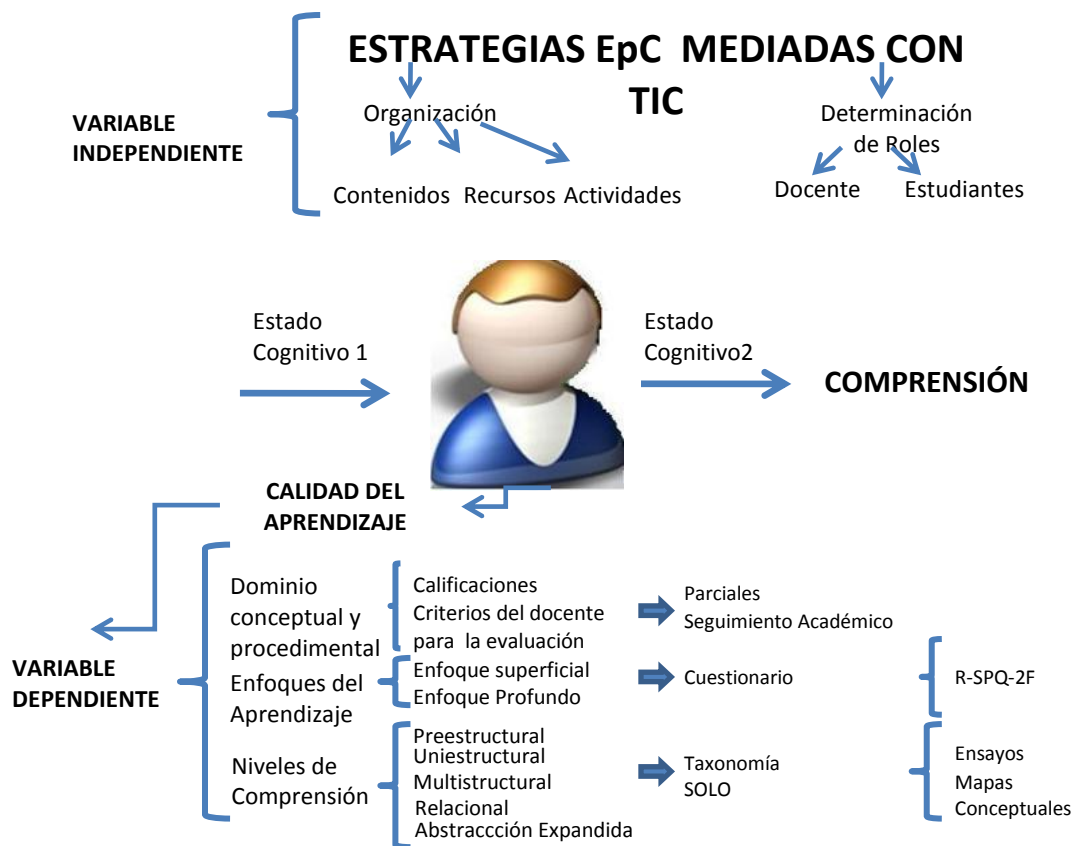 ESTRATEGIAS EpC MEDIADAS CON
TIC
VARIABLE
INDEPENDIENTE
Organización
Determinación
de Roles
Contenidos Recursos Actividades
Docente Estudiantes
Estado
Cognitivo 1
Estado
Cognitivo2
COMPRENSIÓN
CALIDAD DEL
APRENDIZAJE
VARIABLE
DEPENDIENTE
Dominio
conceptual y
procedimental
Enfoques del
Aprendizaje
Niveles de
Comprensión
Calificaciones
Criterios del docente
para la evaluación
Enfoque superficial
Enfoque Profundo
Preestructural
Uniestructural
Multistructural
Relacional
Abstraccción Expandida
Parciales
Seguimiento Académico
Cuestionario
Taxonomía
SOLO
R-SPQ-2F
Ensayos
Mapas
Conceptuales